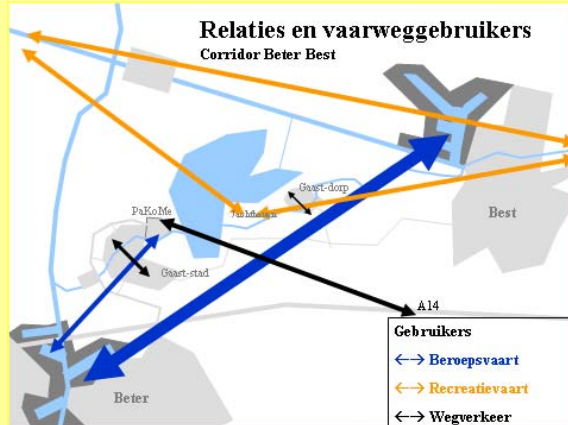 Relaties en vaarweggebruikers
Corridor Beter Best
Gaast-dorp
PaKoMe
Best
Gaast-stad
A14
Gebruikers
←→ Beroepsvaart
←→ Recreatievaart
←→ Wegverkeer
Beter